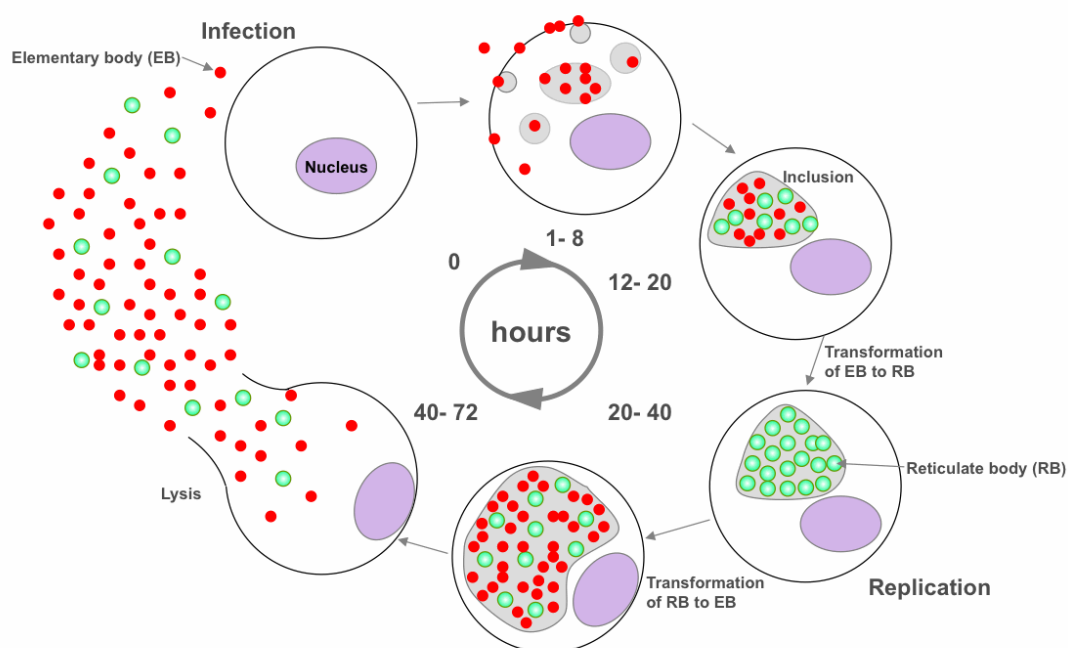 Infection
Elementary body (EB)
Nucleus
Inclusion
0
1- 8
12- 20
hours
Transformation
of EB to RB
40- 72
20- 40
Reticulate body (RB)
Lysis
Transformation
of RB to EB
Replication